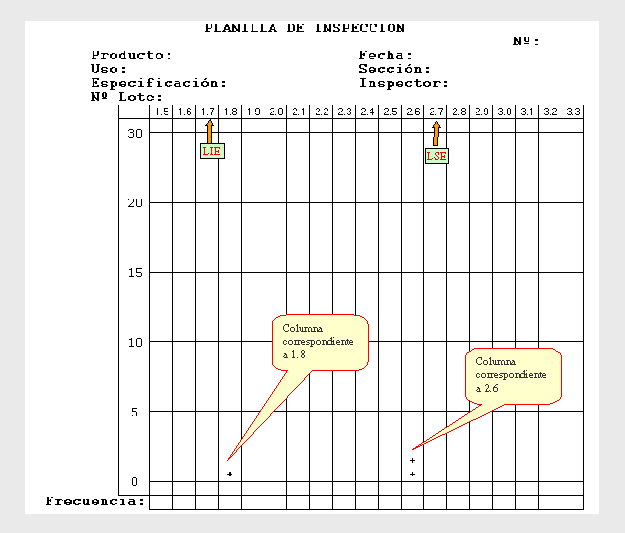 PLANILLA DE INSPECCION
Nº:
Producto: Fecha:
Uso: Sección:
Especificación: Inspector:
Nº Lote:
1.5 1.6 1.7 1.8 1.9 2.0 2.1 2.2 2.3 2.4 2.5 2.6 2.7 2.8 2.9 3.0 3.1 3.2 3.3
30
LIE LSE
20
15
Columna
correspondiente
a 1.8
10
Columna
correspondiente
a 2.6
5
0
Frecuencia: